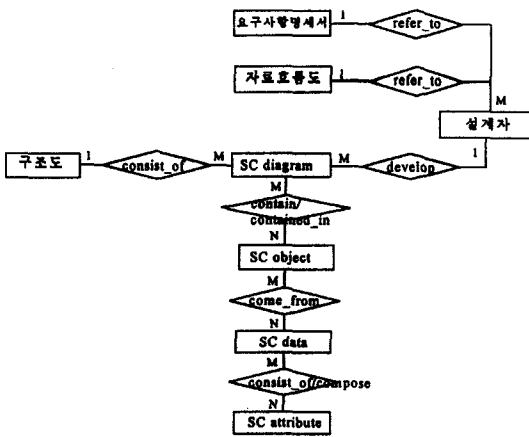 요구사항명세서
1
refer_to
자료흐름도
1
refer_to
M
설계자
구조도
1
consist_of
M
SC diagram
M
develop
1
M
contain/
contained_in
N
SC object
M
come_from
N
SC data
M
consist_of/compose
N
SC attribute